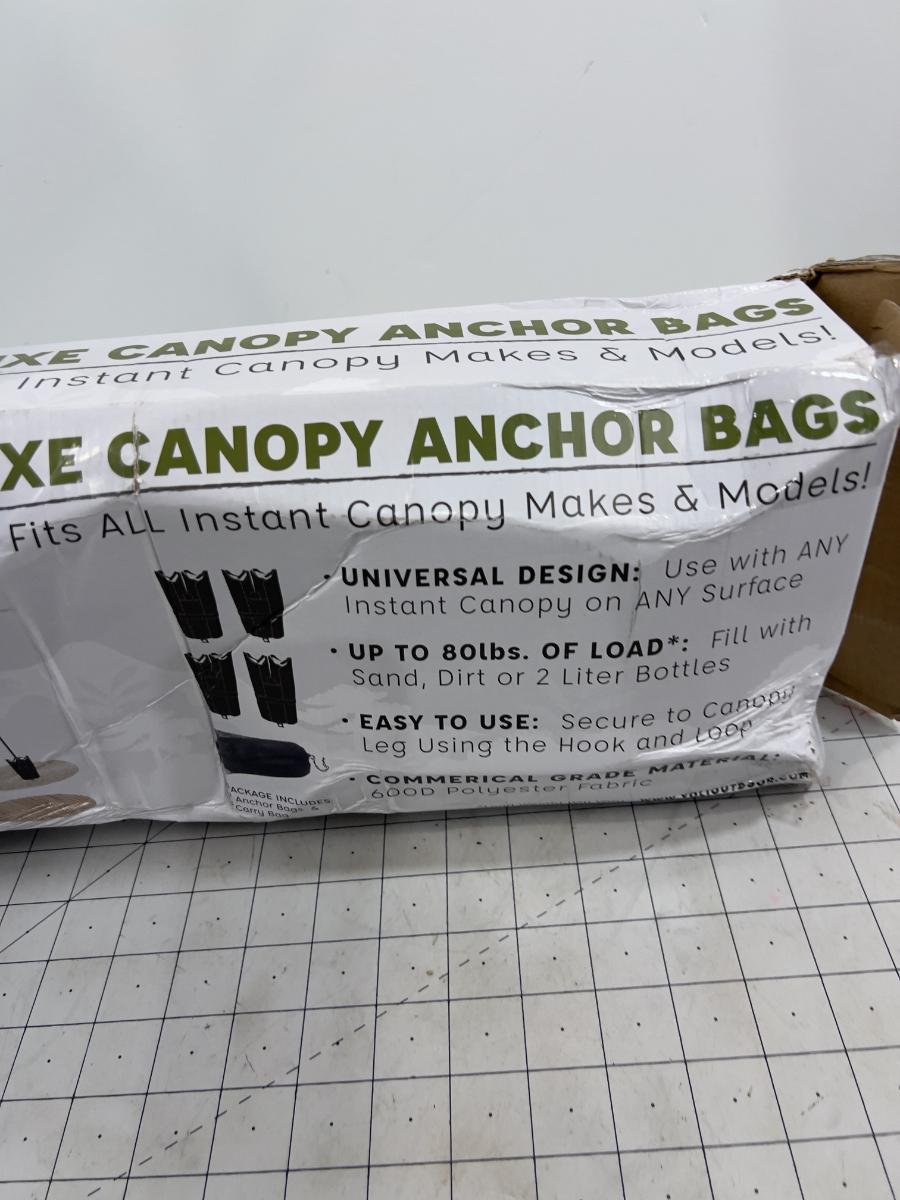 UXE CANOPY ANCHOR BAGS
Instant Canopy Makes & Models!
XE CANOPY ANCHOR BAGS
Fits ALL Instant Canopy Makes & Models!
• UNIVERSAL DESIGN: Use with ANY
Instant Canopy on ANY Surface
• UP TO 80lbs. OF LOAD*: Fill with
Sand, Dirt or 2 Liter Bottles
• EASY TO USE: Secure to Canopy
Leg Using the Hook and Loop
• COMMERICAL GRADE MATERIAL:
600D Polyester Fabric
ACKAGE INCLUDES:
Anchor Bags &
Carry Bag